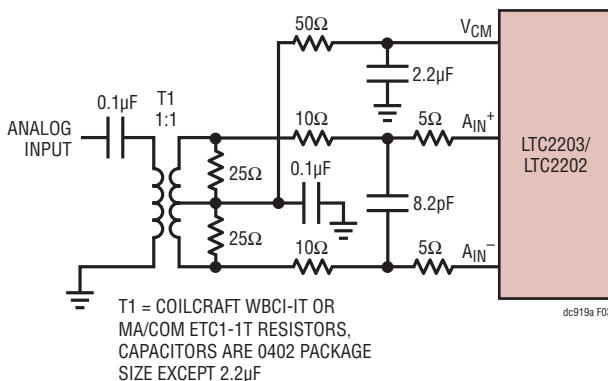 50Ω
VCM
2.2µF
0.1µF
T1
1:1
10Ω
5Ω
AIN+
ANALOG
INPUT
25Ω
0.1µF
LTC2203/
LTC2202
8.2pF
25Ω
10Ω
5Ω
AIN–
T1 = COILCRAFT WBCI-IT OR
MA/COM ETC1-1T RESISTORS,
CAPACITORS ARE 0402 PACKAGE
SIZE EXCEPT 2.2µF
dc919a F03